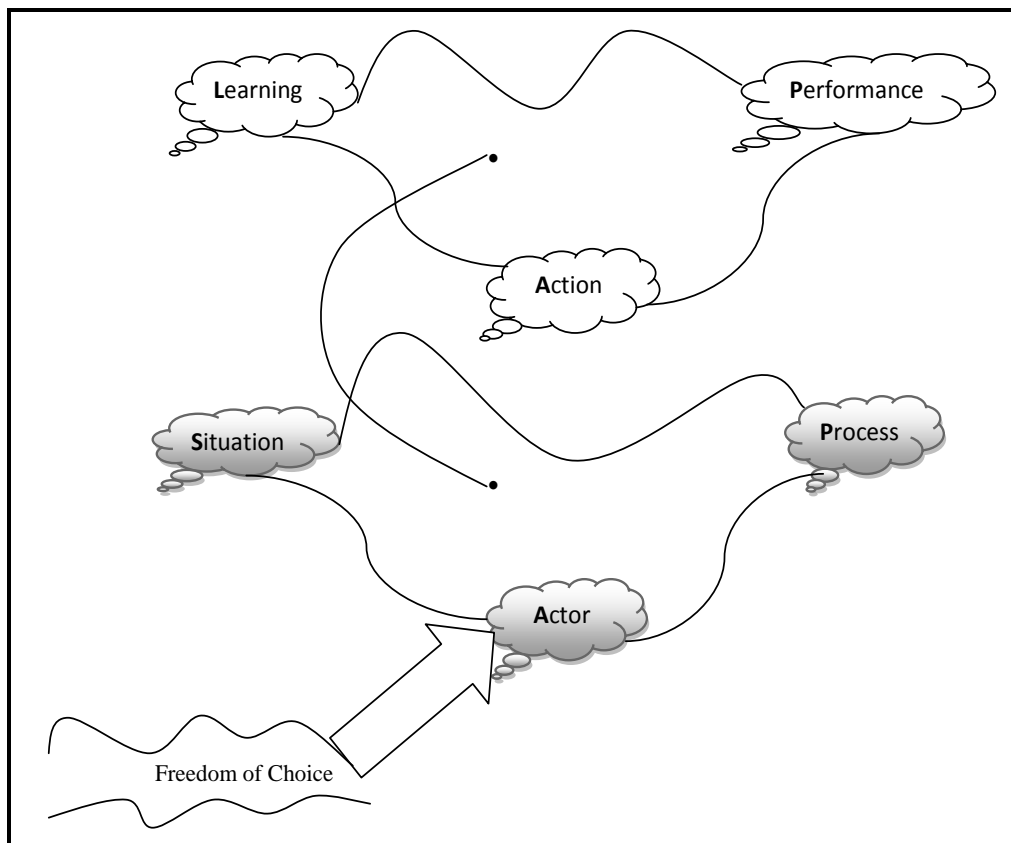 Learning
Performance
Action
Situation
Process
Actor
Freedom of Choice